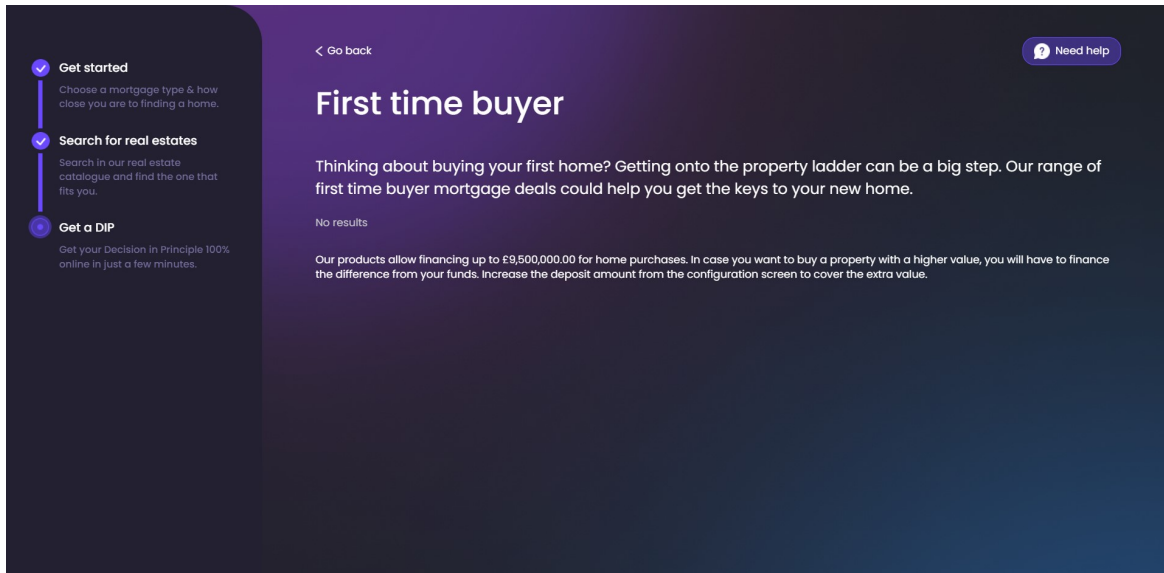 Get started
Choose a mortgage type & how
close you are to finding a home.
Search for real estates
Search in our real estate
catalogue and find the one that
fits you.
Get a DIP
Get your Decision in Principle 100%
online in just a few minutes.
Go back
Need help
First time buyer
Thinking about buying your first home? Getting onto the property ladder can be a big step. Our range of
first time buyer mortgage deals could help you get the keys to your new home.
No results
Our products allow financing up to £9,500,000.00 for home purchases. In case you want to buy a property with a higher value, you will have to finance
the difference from your funds. Increase the deposit amount from the configuration screen to cover the extra value.